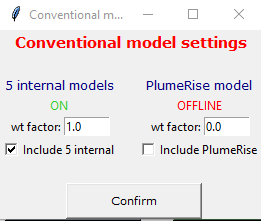 Conventional m...
Conventional model settings
5 internal models PlumeRise model
ON OFFLINE
wt factor: 1.0 wt factor: 0.0
Include 5 internal Include PlumeRise
Confirm